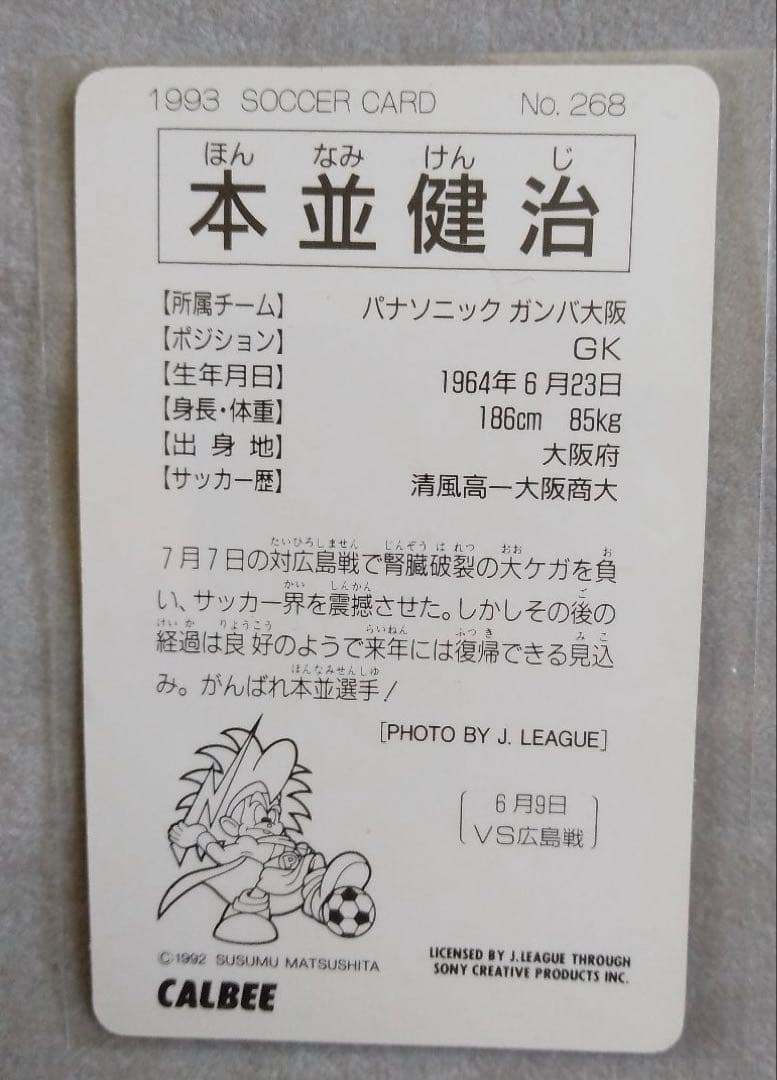 1993 SOCCER CARD No. 268
ほん なみ けん じ
本並健治
【所属チーム】 パナソニック ガンバ大阪
【ポジション】 GK
【生年月日】 1964年6月23日
【身長・体重】 186cm 85kg
【出身地】 大阪府
【サッカー歴】 清風高ー大阪商大
たいひろしません じんぞう はれつ おお お
7月7日の対広島戦で腎臓破裂の大ケガを負
かい しんかん ご
い、サッカー界を震撼させた。しかしその後の
けいか りょうこう らいねん ふっき みこ
経過は良好のようで来年には復帰できる見込
ほんなみせんしゅ
み。がんばれ本並選手!
[PHOTO BY J. LEAGUE]
6月9日
VS広島戦
©1992 SUSUMU MATSUSHITA
LICENSED BY J.LEAGUE THROUGH
SONY CREATIVE PRODUCTS INC.
CALBEE